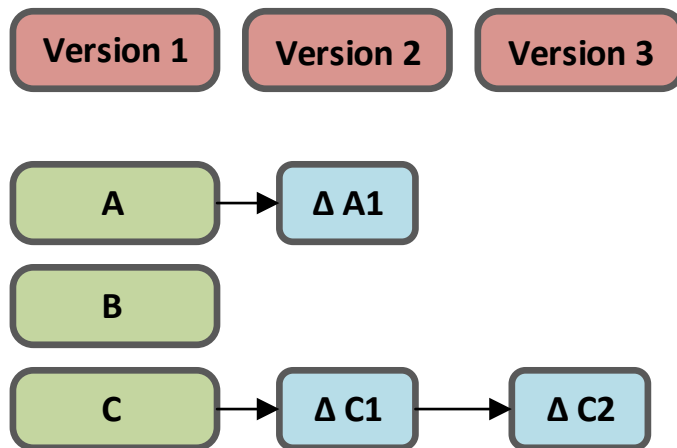 Version 1
Version 2
Version 3
A
Δ A1
B
C
Δ C1
Δ C2